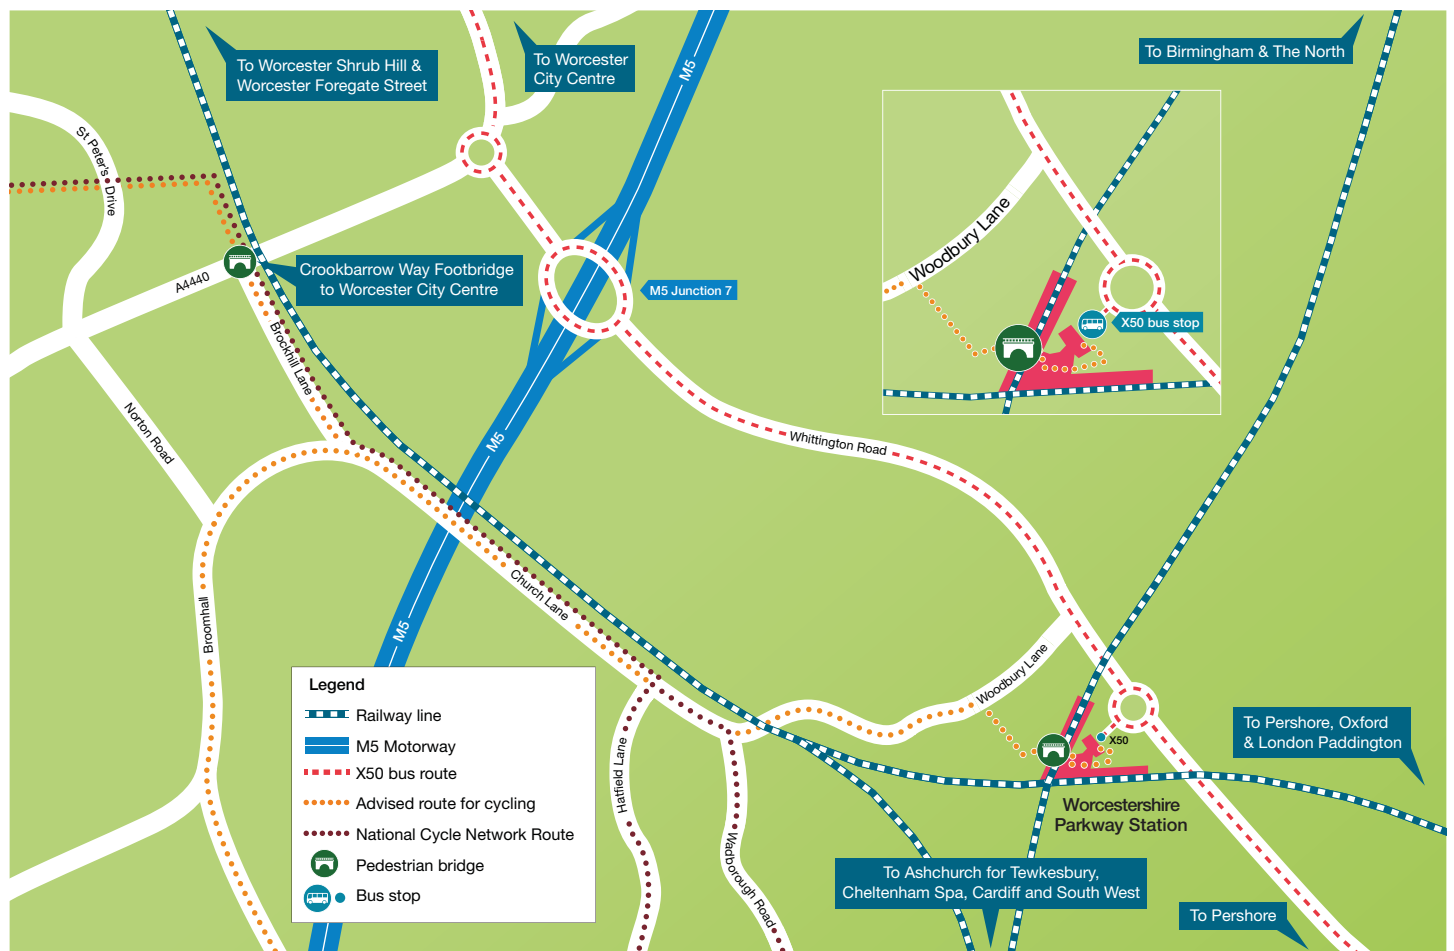 To Worcester Shrub Hill &
Worcester Foregate Street
To Worcester
City Centre
M5
To Birmingham & The North
St Peter's Drive
Woodbury Lane
A4440
Crookbarrow Way Footbridge
to Worcester City Centre
M5 Junction 7
X50 bus stop
Brockhill Lane
Norton Road
M5
Whittington Road
Church Lane
Broomhall
M5
Woodbury Lane
Legend
Railway line
M5 Motorway
X50 bus route
Advised route for cycling
National Cycle Network Route
Pedestrian bridge
Bus stop
Hatfield Lane
Wadborough Road
X50
To Pershore, Oxford
& London Paddington
Worcestershire
Parkway Station
To Ashchurch for Tewkesbury,
Cheltenham Spa, Cardiff and South West
To Pershore